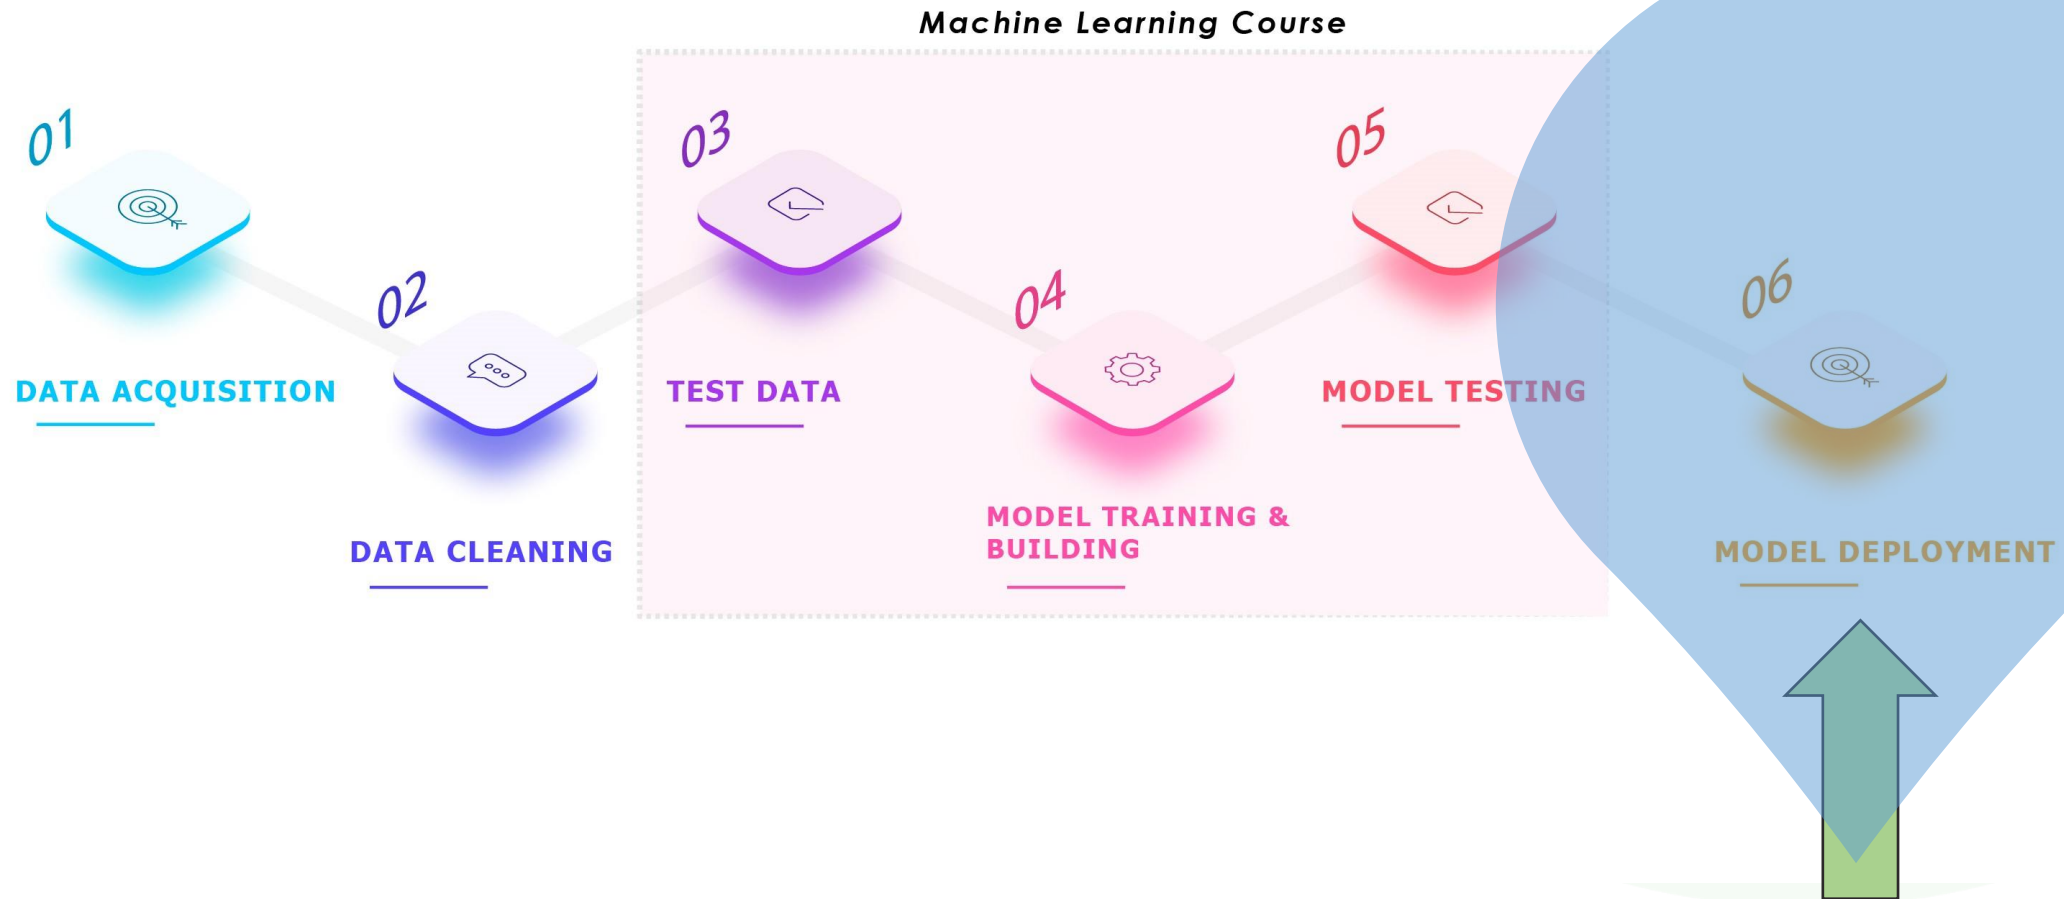 Machine Learning Course
01
DATA ACQUISITION
02
DATA CLEANING
03
TEST DATA
04
MODEL TRAINING &
BUILDING
05
MODEL TESTING
06
MODEL DEPLOYMENT